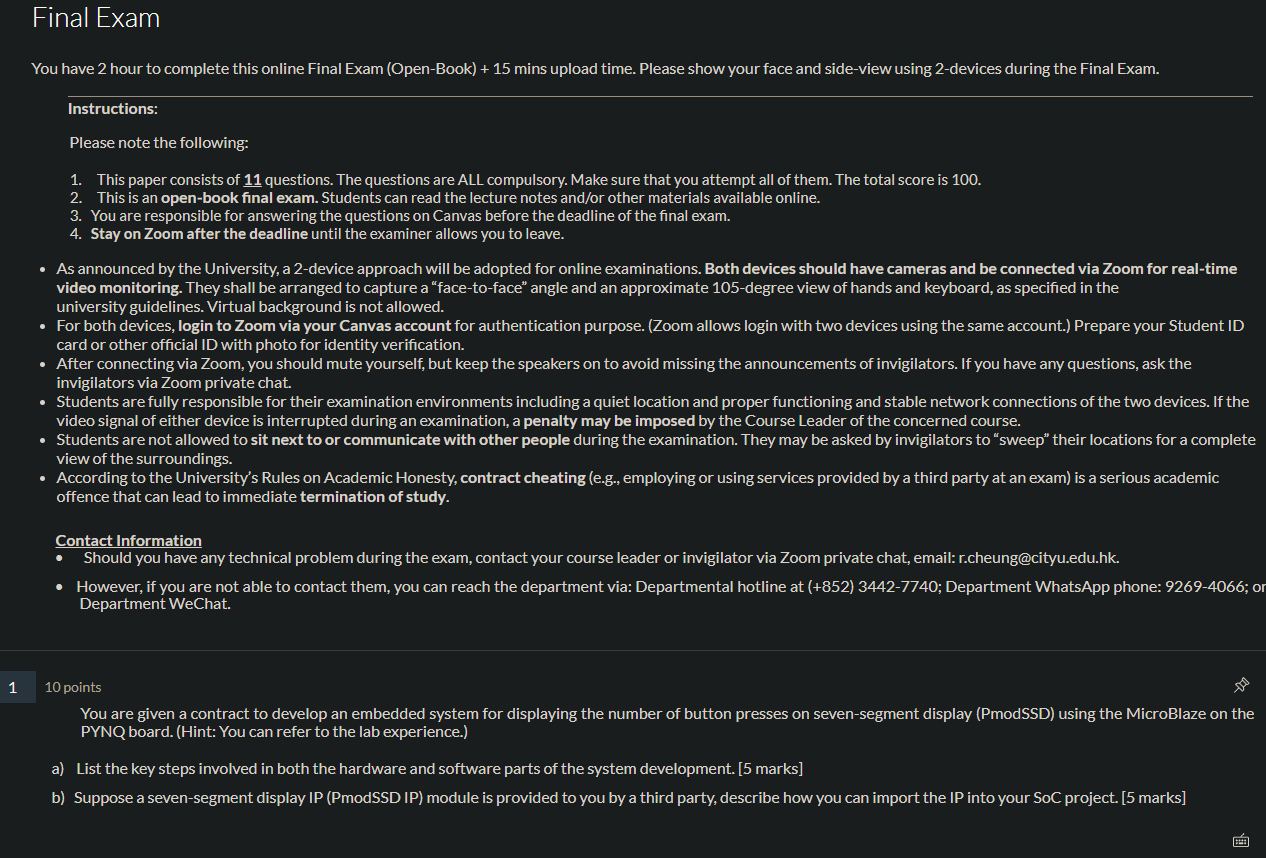 Final Exam
You have 2 hour to complete this online Final Exam (Open-Book) + 15 mins upload time. Please show your face and side-view using 2-devices during the Final Exam.
Instructions:
Please note the following:
1. This paper consists of 11 questions. The questions are ALL compulsory. Make sure that you attempt all of them. The total score is 100.
2. This is an open-book final exam. Students can read the lecture notes and/or other materials available online.
3. You are responsible for answering the questions on Canvas before the deadline of the final exam.
4. Stay on Zoom after the deadline until the examiner allows you to leave.
• As announced by the University, a 2-device approach will be adopted for online examinations. Both devices should have cameras and be connected via Zoom for real-time
video monitoring. They shall be arranged to capture a “face-to-face” angle and an approximate 105-degree view of hands and keyboard, as specified in the
university guidelines. Virtual background is not allowed.
• For both devices, login to Zoom via your Canvas account for authentication purpose. (Zoom allows login with two devices using the same account.) Prepare your Student ID
card or other official ID with photo for identity verification.
• After connecting via Zoom, you should mute yourself, but keep the speakers on to avoid missing the announcements of invigilators. If you have any questions, ask the
invigilators via Zoom private chat.
• Students are fully responsible for their examination environments including a quiet location and proper functioning and stable network connections of the two devices. If the
video signal of either device is interrupted during an examination, a penalty may be imposed by the Course Leader of the concerned course.
• Students are not allowed to sit next to or communicate with other people during the examination. They may be asked by invigilators to “sweep” their locations for a complete
view of the surroundings.
• According to the University’s Rules on Academic Honesty, contract cheating (e.g., employing or using services provided by a third party at an exam) is a serious academic
offence that can lead to immediate termination of study.
Contact Information
• Should you have any technical problem during the exam, contact your course leader or invigilator via Zoom private chat, email: r.cheung@cityu.edu.hk.
• However, if you are not able to contact them, you can reach the department via: Departmental hotline at (+852) 3442-7740; Department WhatsApp phone: 9269-4066; or
Department WeChat.
1 10 points
You are given a contract to develop an embedded system for displaying the number of button presses on seven-segment display (PmodSSD) using the MicroBlaze on the
PYNQ board. (Hint: You can refer to the lab experience.)
a) List the key steps involved in both the hardware and software parts of the system development. [5 marks]
b) Suppose a seven-segment display IP (PmodSSD IP) module is provided to you by a third party, describe how you can import the IP into your SoC project. [5 marks]